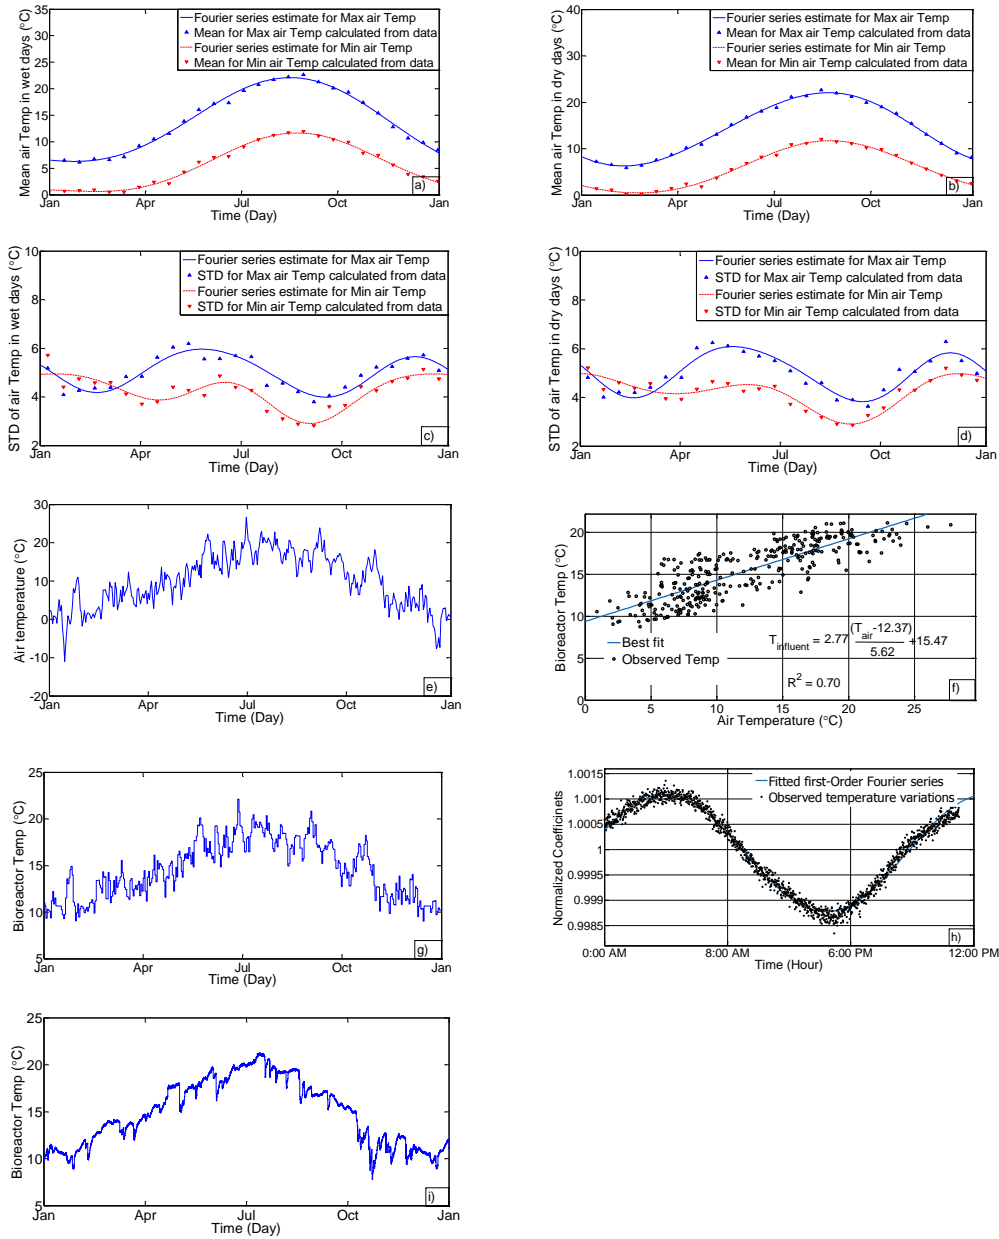 Mean air Temp in wet days (°C)
35
30
25
20
15
10
5
0
Fourier series estimate for Max air Temp
Mean for Max air Temp calculated from data
Fourier series estimate for Min air Temp
Mean for Min air Temp calculated from data
a)
Jan Apr Jul Oct Jan
Time (Day)
Mean air Temp in dry days (°C)
40
30
20
10
0
Fourier series estimate for Max air Temp
Mean for Max air Temp calculated from data
Fourier series estimate for Min air Temp
Mean for Min air Temp calculated from data
b)
Jan Apr Jul Oct Jan
Time (Day)
STD of air Temp in wet days (°C)
10
8
6
4
2
Fourier series estimate for Max air Temp
STD for Max air Temp calculated from data
Fourier series estimate for Min air Temp
STD for Min air Temp calculated from data
c)
Jan Apr Jul Oct Jan
Time (Day)
STD of air Temp in dry days (°C)
10
8
6
4
2
Fourier series estimate for Max air Temp
STD for Max air Temp calculated from data
Fourier series estimate for Min air Temp
STD for Min air Temp calculated from data
d)
Jan Apr Jul Oct Jan
Time (Day)
Air temperature (°C)
30
20
10
0
-10
-20
e)
Jan Apr Jul Oct Jan
Time (Day)
Bioreactor Temp (°C)
20
15
10
5
0
Best fit
Observed Temp
T_influent = 2.77 (T_air -12.37)/5.62 +15.47
R^2 = 0.70
f)
0 5 10 15 20 25
Air Temperature (°C)
Bioreactor Temp (°C)
25
20
15
10
5
g)
Jan Apr Jul Oct Jan
Time (Day)
Normalized Coefficinets
1.0015
1.001
1.0005
1
0.9995
0.999
0.9985
Fitted first-Order Fourier series
Observed temperature variations
h)
0:00 AM 8:00 AM 6:00 PM 12:00 PM
Time (Hour)
Bioreactor Temp (°C)
25
20
15
10
5
i)
Jan Apr Jul Oct Jan
Time (Day)